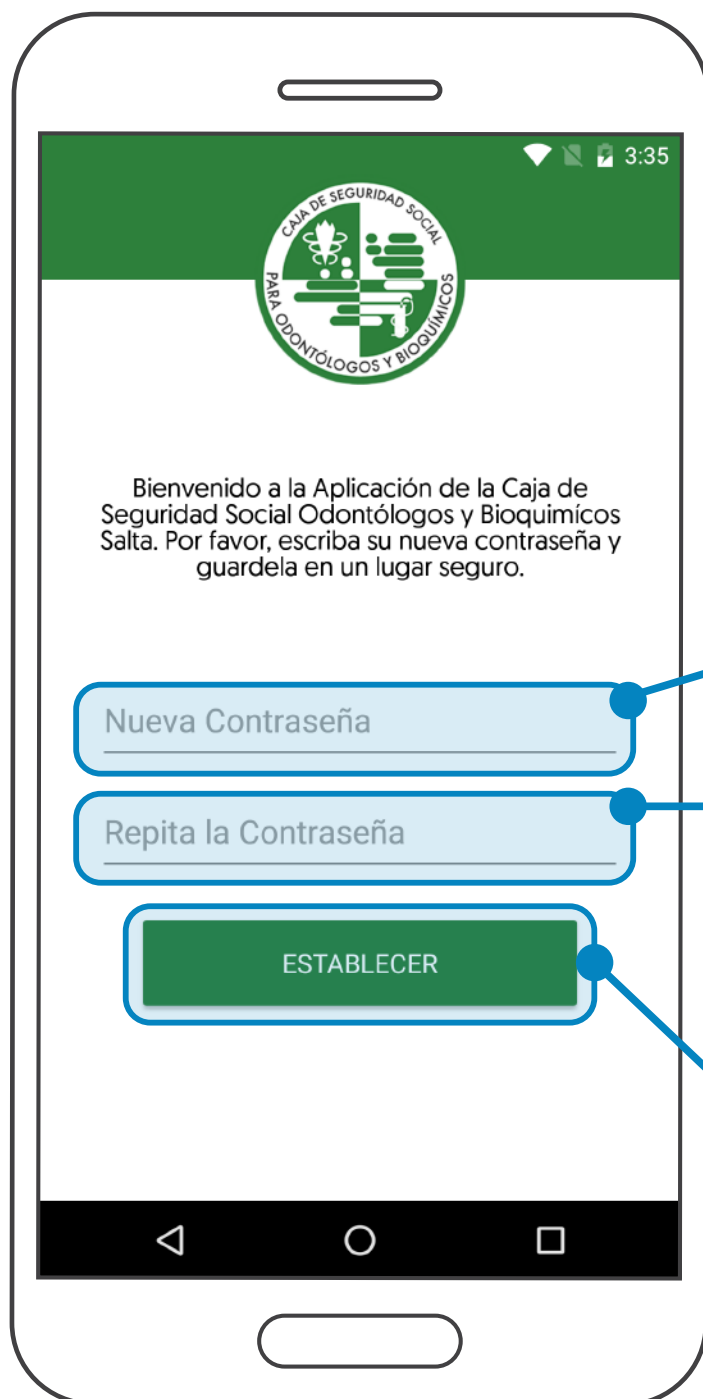 3:35
CAJA DE SEGURIDAD SOCIAL
PARA ODONTÓLOGOS Y BIOQUÍMICOS
Bienvenido a la Aplicación de la Caja de
Seguridad Social Odontólogos y Bioquimícos
Salta. Por favor, escriba su nueva contraseña y
guardela en un lugar seguro.
Nueva Contraseña
Repita la Contraseña
ESTABLECER